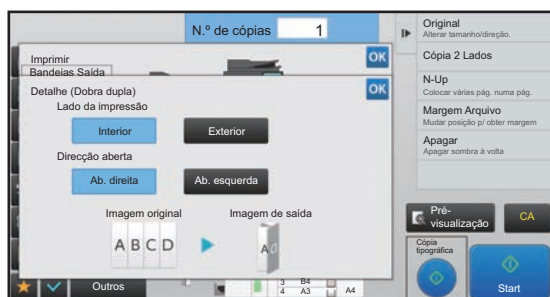 N.º de cópias 1
Imprimir
OK
Bandejas Saída
Detalhe (Dobra dupla)
OK
Lado da impressão
Interior
Exterior
Direcção aberta
Ab. direita
Ab. esquerda
Imagem original
Imagem de saída
A B C D
A d
Outros
3 B4
4 A3
A4
Original
Alterar tamanho/direção.
Cópia 2 Lados
N-Up
Colocar várias pág. numa pág.
Margem Arquivo
Mudar posição p/ obter margem
Apagar
Apagar sombra à volta
Pré-
visualização
CA
Cópia
tipográfica
Start